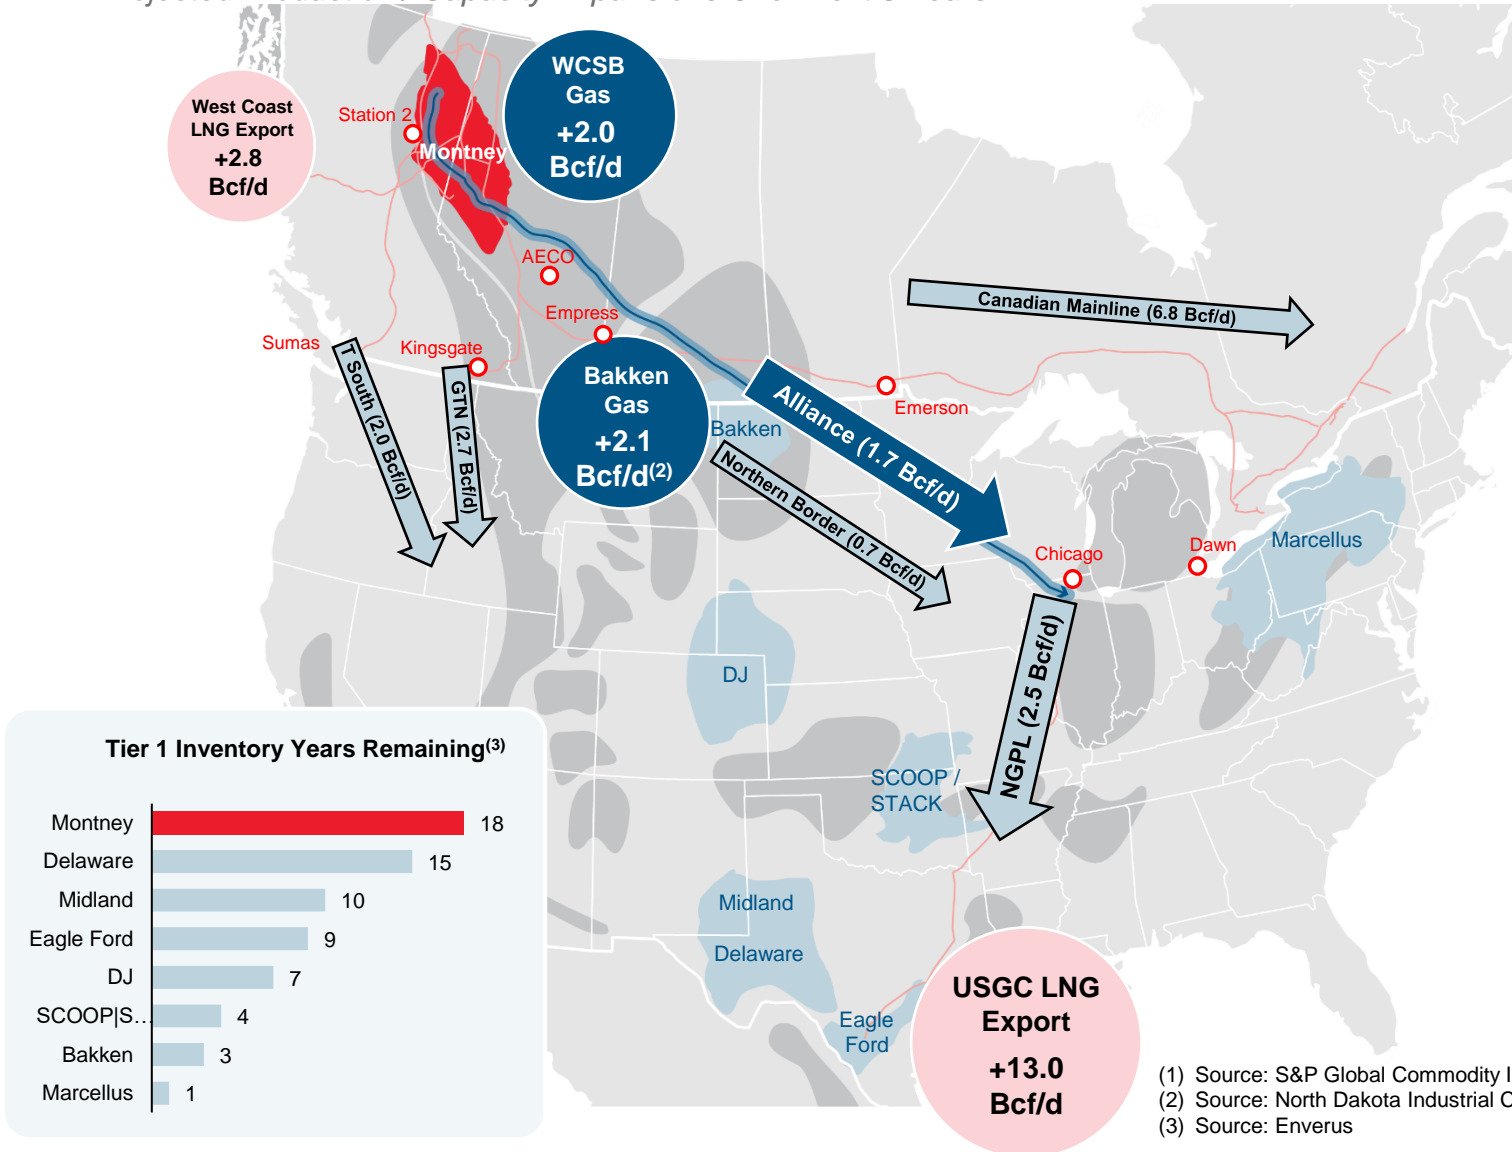 West Coast
LNG Export
+2.8
Bcf/d
WCSB
Gas
+2.0
Bcf/d
Station 2
Montney
AECO
Empress
Sumas
Kingsgate
T South (2.0 Bcf/d)
GTN (2.7 Bcf/d)
Bakken
Gas
+2.1
Bcf/d(2)
Bakken
Canadian Mainline (6.8 Bcf/d)
Emerson
Alliance (1.7 Bcf/d)
Northern Border (0.7 Bcf/d)
Chicago
Dawn
Marcellus
NGPL (2.5 Bcf/d)
DJ
SCOOP /
STACK
Midland
Delaware
Eagle
Ford
USGC LNG
Export
+13.0
Bcf/d
Tier 1 Inventory Years Remaining(3)
Montney 18
Delaware 15
Midland 10
Eagle Ford 9
DJ 7
SCOOP|S... 4
Bakken 3
Marcellus 1
(1) Source: S&P Global Commodity
(2) Source: North Dakota Industrial
(3) Source: Enverus